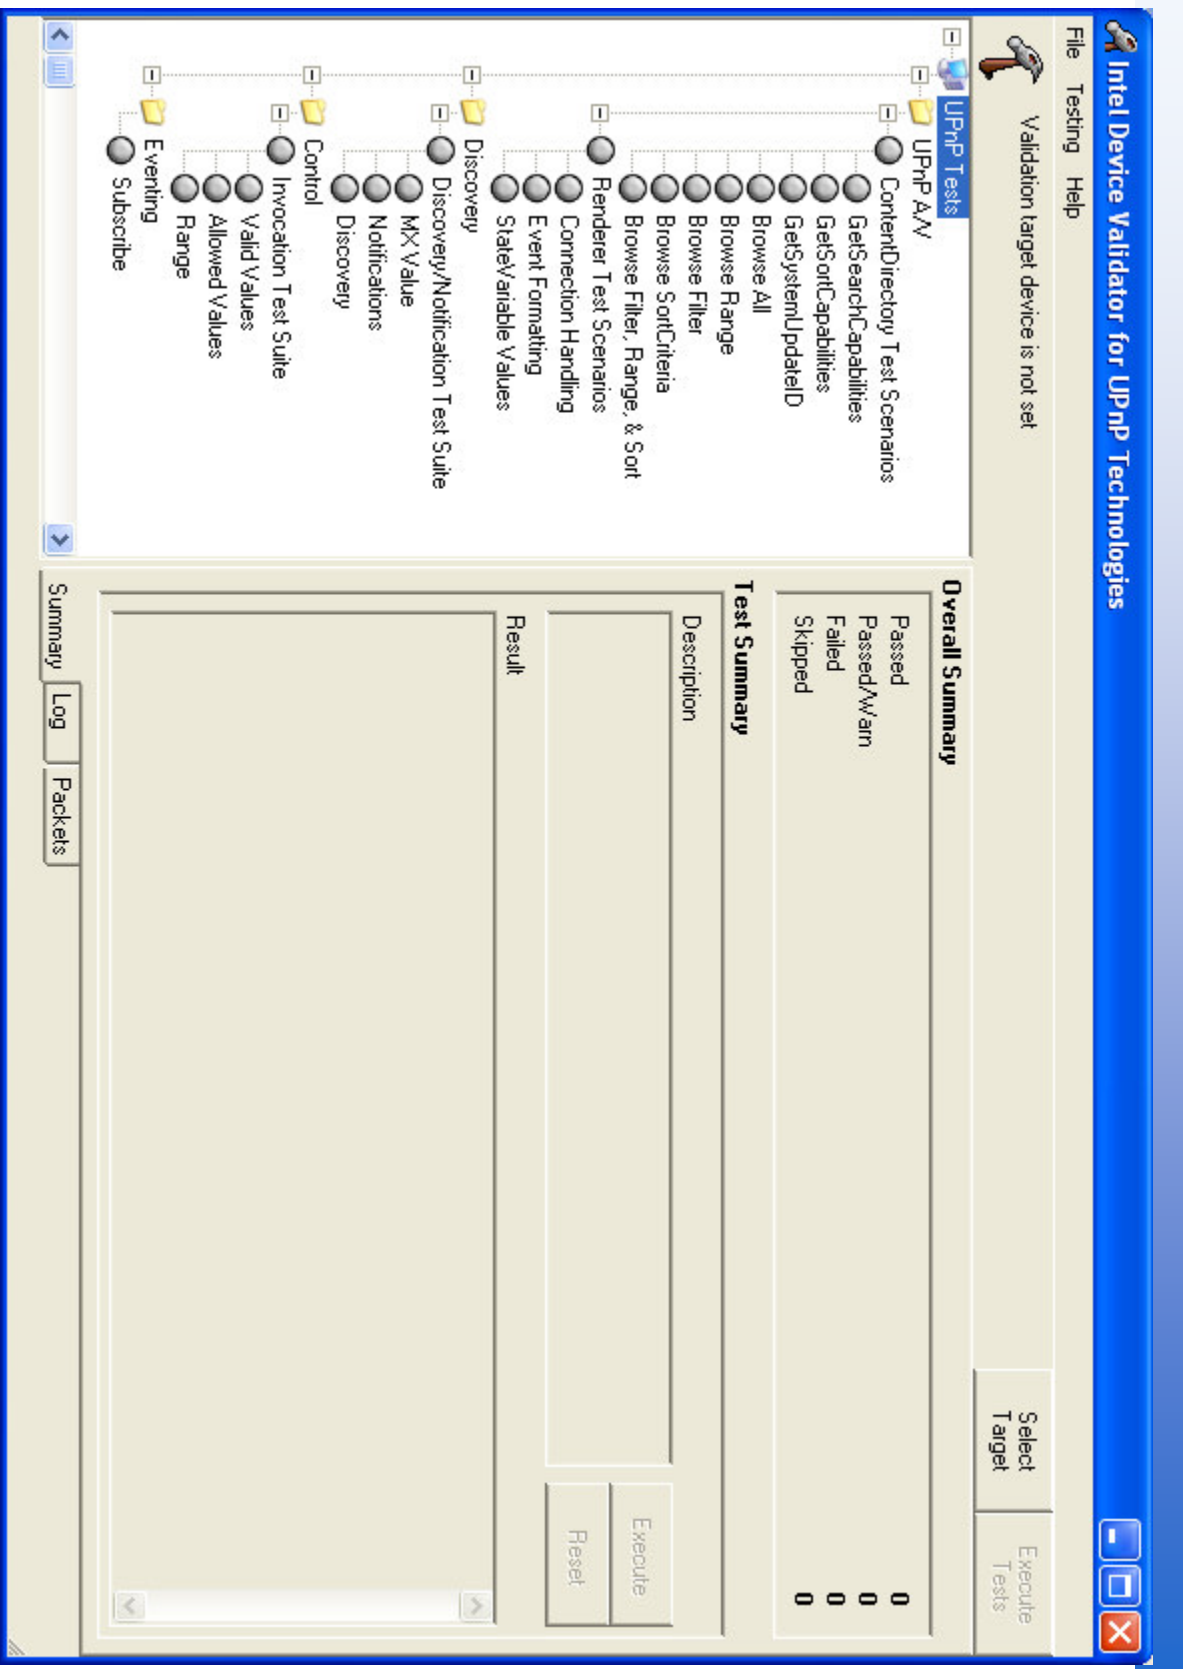 Intel Device Validator for UPnP Technologies
File Testing Help
Validation target device is not set
Select
Target
Execute
Tests
UPnP Tests
UPnP A/V
ContentDirectory Test Scenarios
GetSearchCapabilities
GetSortCapabilities
GetSystemUpdateID
Browse All
Browse Range
Browse Filter
Browse SortCriteria
Browse Filter, Range, & Sort
Renderer Test Scenarios
Connection Handling
Event Formatting
StateVariable Values
Discovery
Discovery/Notification Test Suite
MX Value
Notifications
Discovery
Control
Invocation Test Suite
Valid Values
Allowed Values
Range
Eventing
Subscribe
Overall Summary
Passed 0
Passed/Warn 0
Failed 0
Skipped 0
Test Summary
Description
Execute
Reset
Result
Summary Log Packets